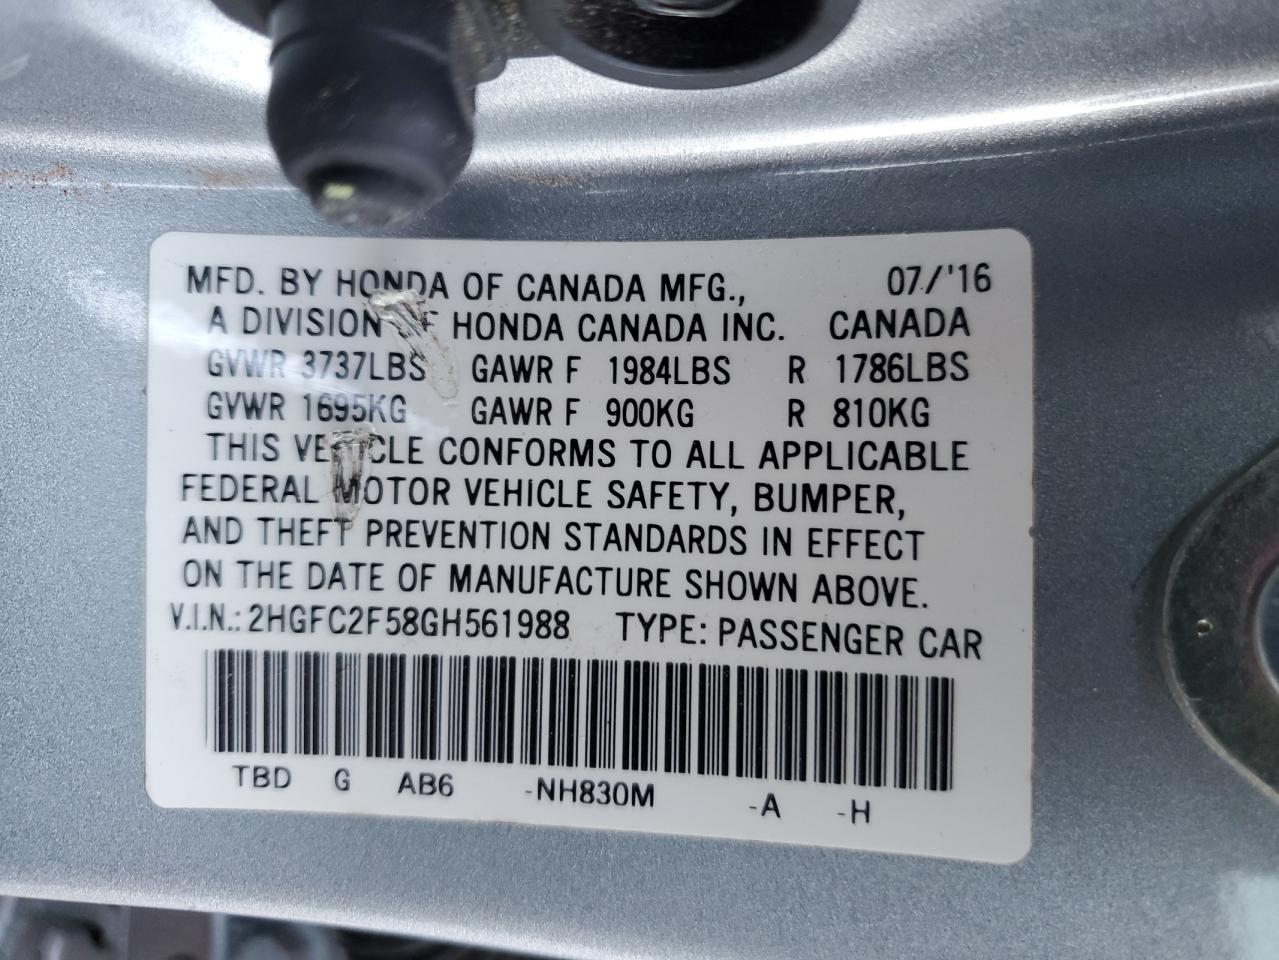 MFD. BY HONDA OF CANADA MFG., 07/'16
A DIVISION OF HONDA CANADA INC. CANADA
GVWR 3737LBS GAWR F 1984LBS R 1786LBS
GVWR 1695KG GAWR F 900KG R 810KG
THIS VEHICLE CONFORMS TO ALL APPLICABLE
FEDERAL MOTOR VEHICLE SAFETY, BUMPER,
AND THEFT PREVENTION STANDARDS IN EFFECT
ON THE DATE OF MANUFACTURE SHOWN ABOVE.
V.I.N.: 2HGFC2F58GH561988 TYPE: PASSENGER CAR
TBD G AB6 -NH830M -A -H